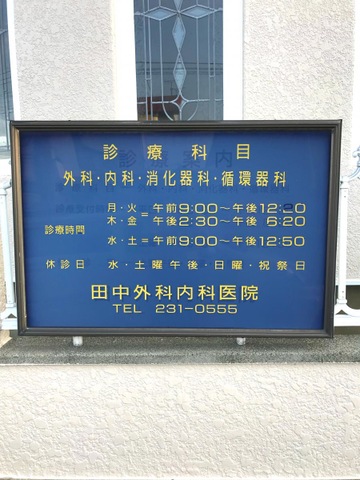 診療科目
外科・内科・消化器科・循環器科
診療時間
月・火・木・金=午前9:00～午後12:20
午後2:30～午後6:20
水・土=午前9:00～午後12:50
休診日 水・土曜午後・日曜・祝祭日
田中外科内科医院
TEL 231-0555